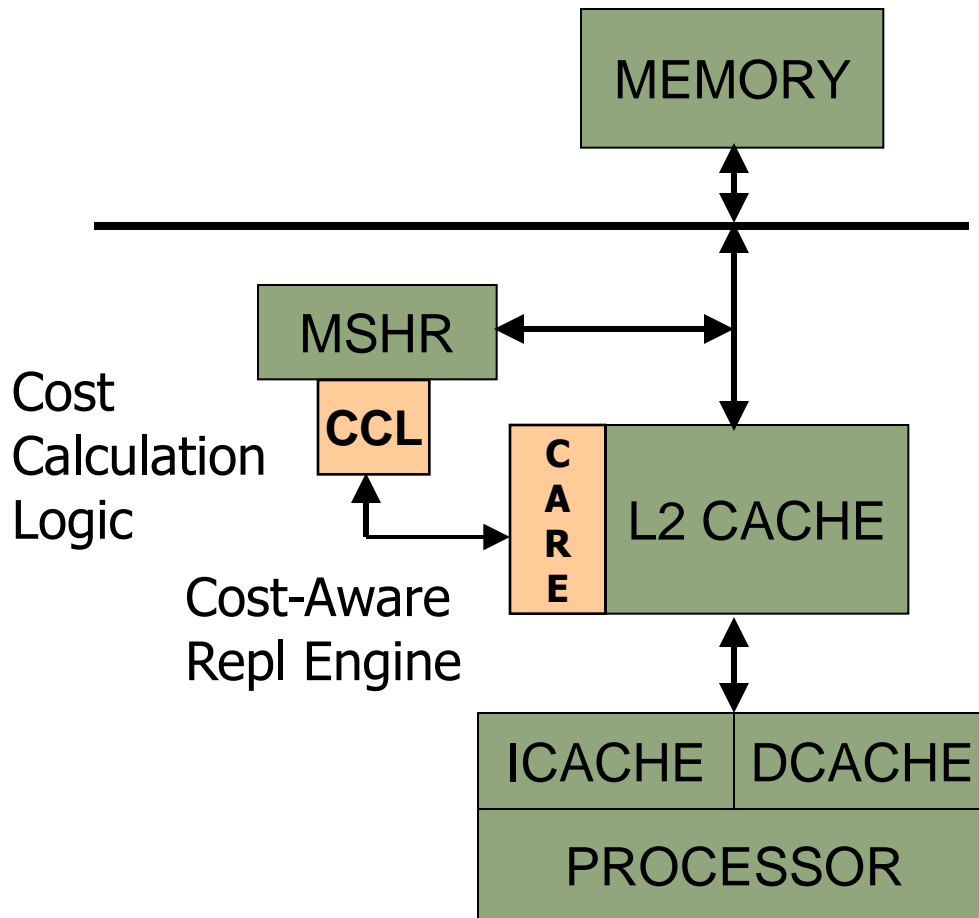 MEMORY
MSHR
Cost
Calculation
Logic
CCL
C
A
R
E
L2 CACHE
Cost-Aware
Repl Engine
ICACHE
DCACHE
PROCESSOR